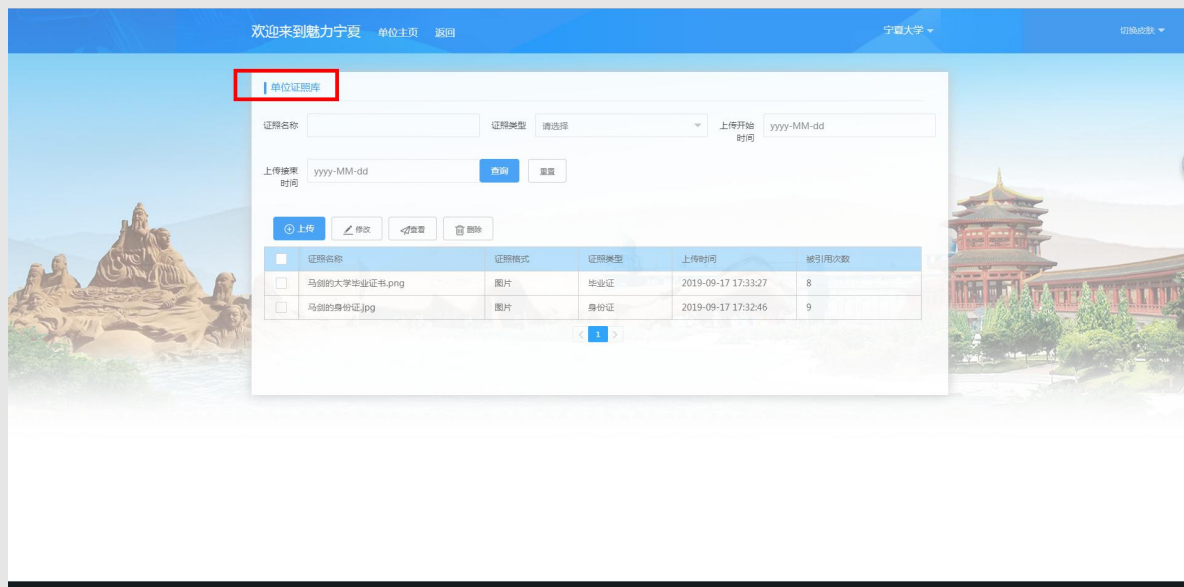 欢迎来到魅力宁夏 单位主页 返回 宁夏大学 切换皮肤
单位证照库
证照名称 证照类型 请选择 上传开始时间 yyyy-MM-dd
上传接束时间 yyyy-MM-dd 查询 重置
上传 修改 查看 删除
证照名称 证照格式 证照类型 上传时间 被引用次数
马剑的大学毕业证书.png 图片 毕业证 2019-09-17 17:33:27 8
马剑的身份证.jpg 图片 身份证 2019-09-17 17:32:46 9
< 1 >